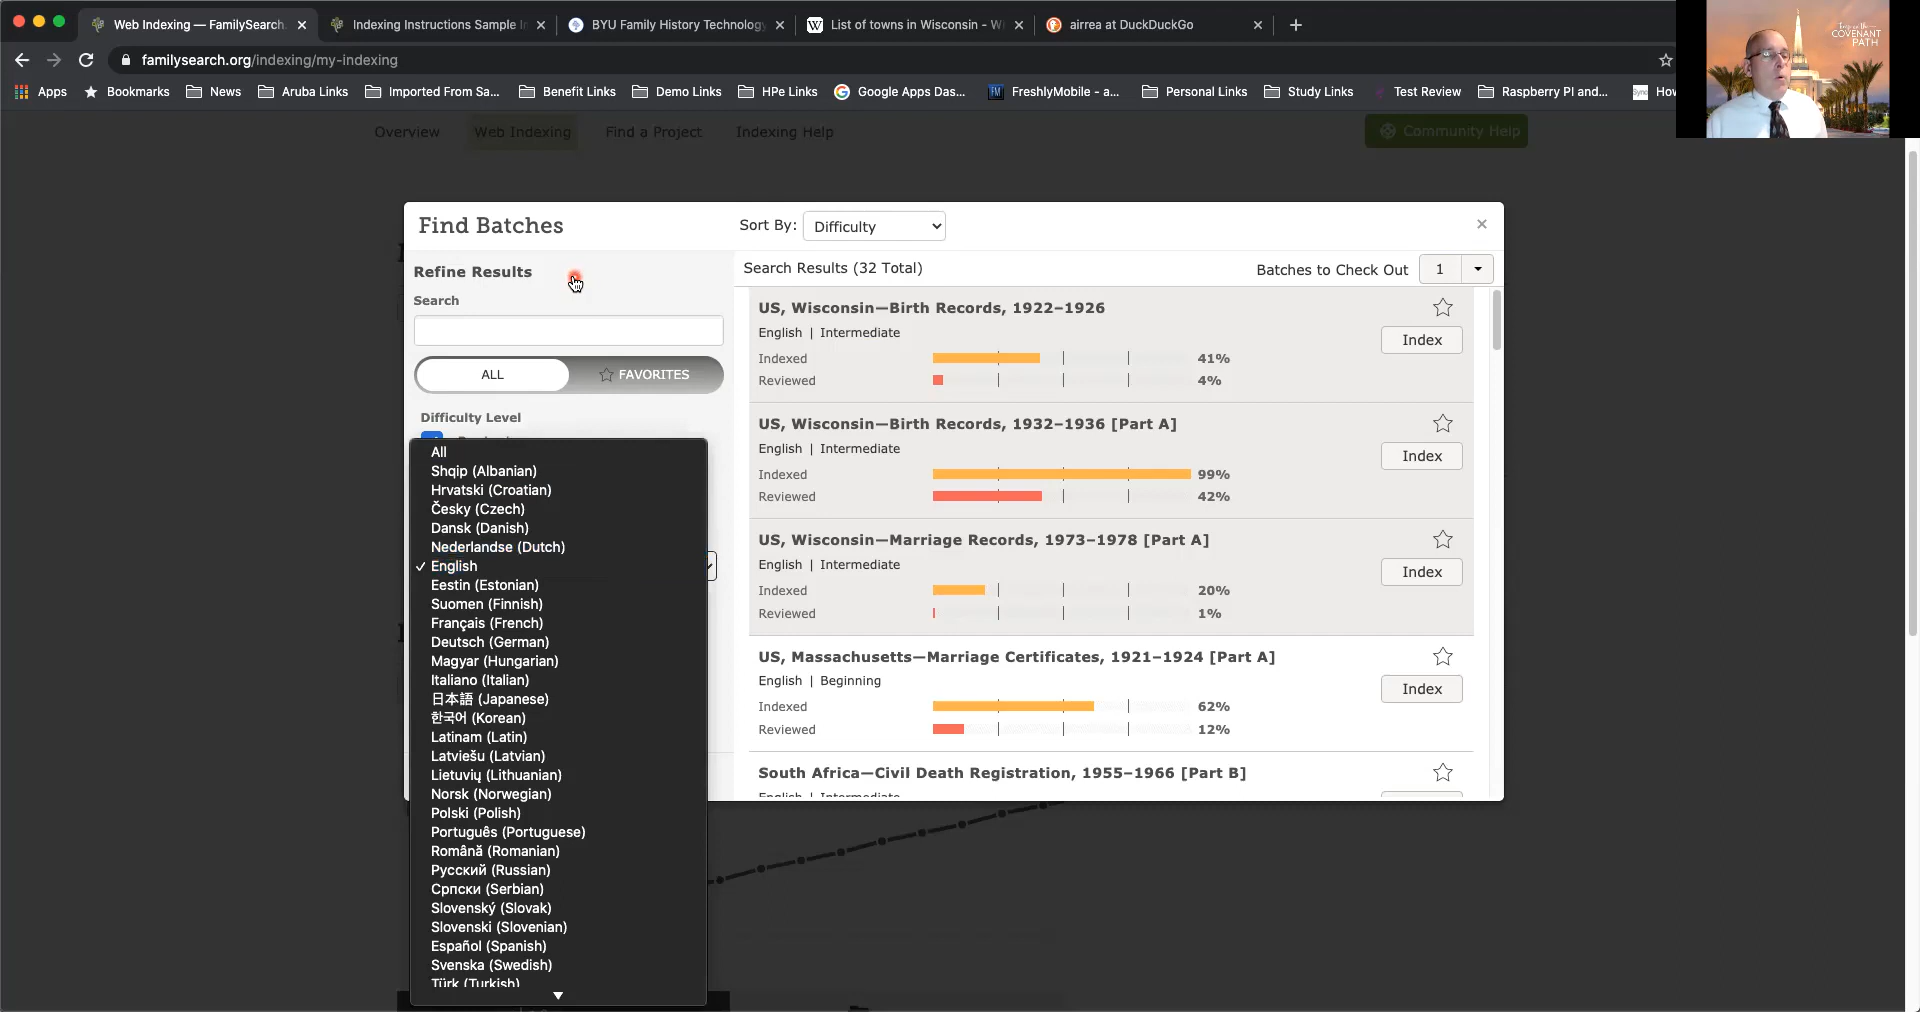 Web Indexing — FamilySearch.
Indexing Instructions Sample I
BYU Family History Technology
List of towns in Wisconsin - W
airrea at DuckDuckGo
familysearch.org/indexing/my-indexing
Apps
Bookmarks
News
Aruba Links
Imported From Sa...
Benefit Links
Demo Links
HPe Links
Google Apps Das...
FreshlyMobile - a...
Personal Links
Study Links
Test Review
Raspberry PI and...
COVENANT
PATH
Overview
Web Indexing
Find a Project
Indexing Help
Community Help
Find Batches
Sort By:
Difficulty
Refine Results
Search
ALL
FAVORITES
Difficulty Level
All
Shqip (Albanian)
Hrvatski (Croatian)
Česky (Czech)
Dansk (Danish)
Nederlandse (Dutch)
✓ English
Eestin (Estonian)
Suomen (Finnish)
Français (French)
Deutsch (German)
Magyar (Hungarian)
Italiano (Italian)
日本語 (Japanese)
한국어 (Korean)
Latinam (Latin)
Latviešu (Latvian)
Lietuvių (Lithuanian)
Norsk (Norwegian)
Polski (Polish)
Português (Portuguese)
Română (Romanian)
Русский (Russian)
Српски (Serbian)
Slovenský (Slovak)
Slovenski (Slovenian)
Español (Spanish)
Svenska (Swedish)
Türk (Turkish)
Search Results (32 Total)
Batches to Check Out
1
US, Wisconsin—Birth Records, 1922–1926
English | Intermediate
Index
Indexed 41%
Reviewed 4%
US, Wisconsin—Birth Records, 1932–1936 [Part A]
English | Intermediate
Index
Indexed 99%
Reviewed 42%
US, Wisconsin—Marriage Records, 1973–1978 [Part A]
English | Intermediate
Index
Indexed 20%
Reviewed 1%
US, Massachusetts—Marriage Certificates, 1921–1924 [Part A]
English | Beginning
Index
Indexed 62%
Reviewed 12%
South Africa—Civil Death Registration, 1955–1966 [Part B]
English | Intermediate